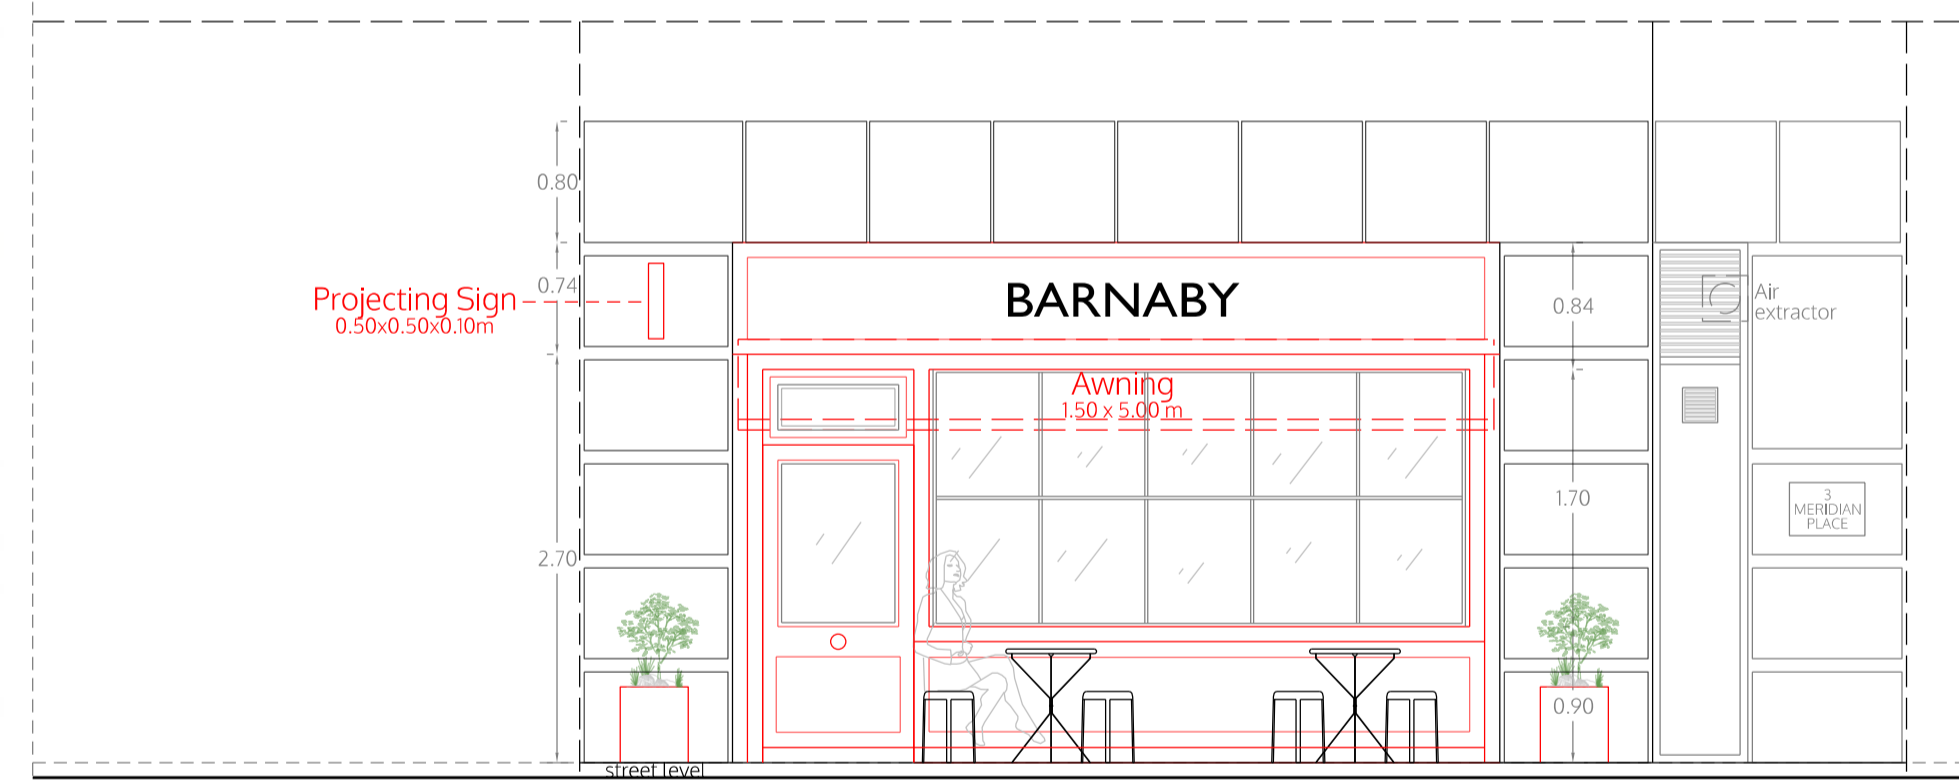 0.80
Projecting Sign
0.50x0.50x0.10m
0.74
BARNABY
0.84
Air
extractor
Awning
1.50 x 5.00 m
1.70
3
MERIDIAN
PLACE
2.70
0.90
street level